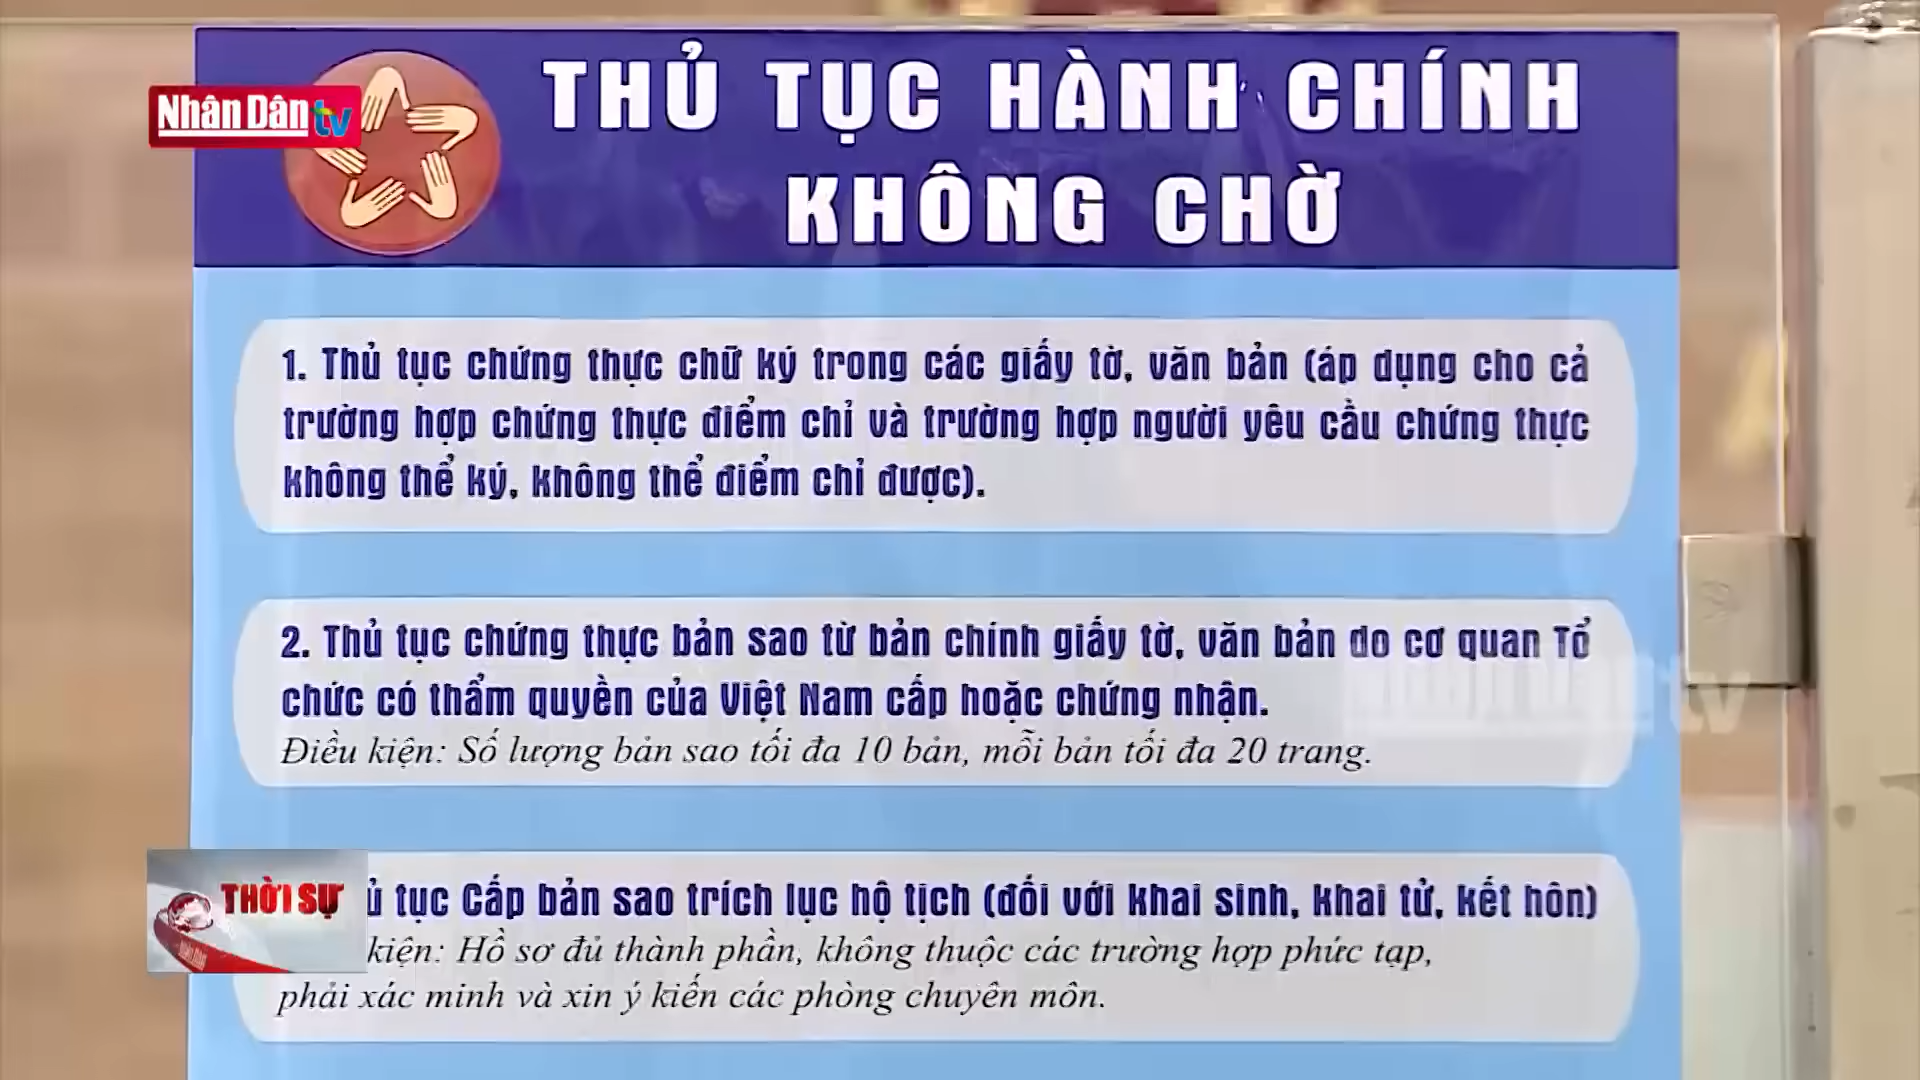 Nhân Dân tv
THỦ TỤC HÀNH CHÍNH
KHÔNG CHỜ
1. Thủ tục chứng thực chữ ký trong các giấy tờ, văn bản (áp dụng cho cả
trường hợp chứng thực điểm chỉ và trường hợp người yêu cầu chứng thực
không thể ký, không thể điểm chỉ được).
2. Thủ tục chứng thực bản sao từ bản chính giấy tờ, văn bản do cơ quan Tổ
chức có thẩm quyền của Việt Nam cấp hoặc chứng nhận.
Điều kiện: Số lượng bản sao tối đa 10 bản, mỗi bản tối đa 20 trang.
THỜI SỰ
tục Cấp bản sao trích lục hộ tịch (đối với khai sinh, khai tử, kết hôn)
kiện: Hồ sơ đủ thành phần, không thuộc các trường hợp phức tạp,
phải xác minh và xin ý kiến các phòng chuyên môn.